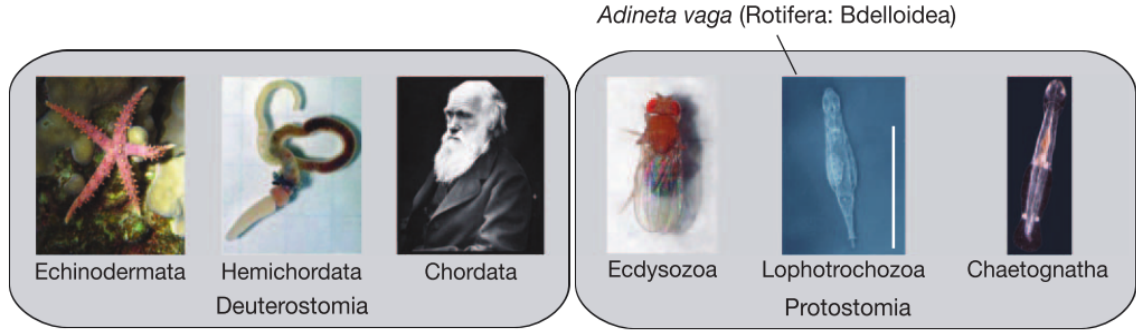 Adineta vaga (Rotifera: Bdelloidea)
Echinodermata Hemichordata Chordata
Deuterostomia
Ecdysozoa Lophotrochozoa Chaetognatha
Protostomia